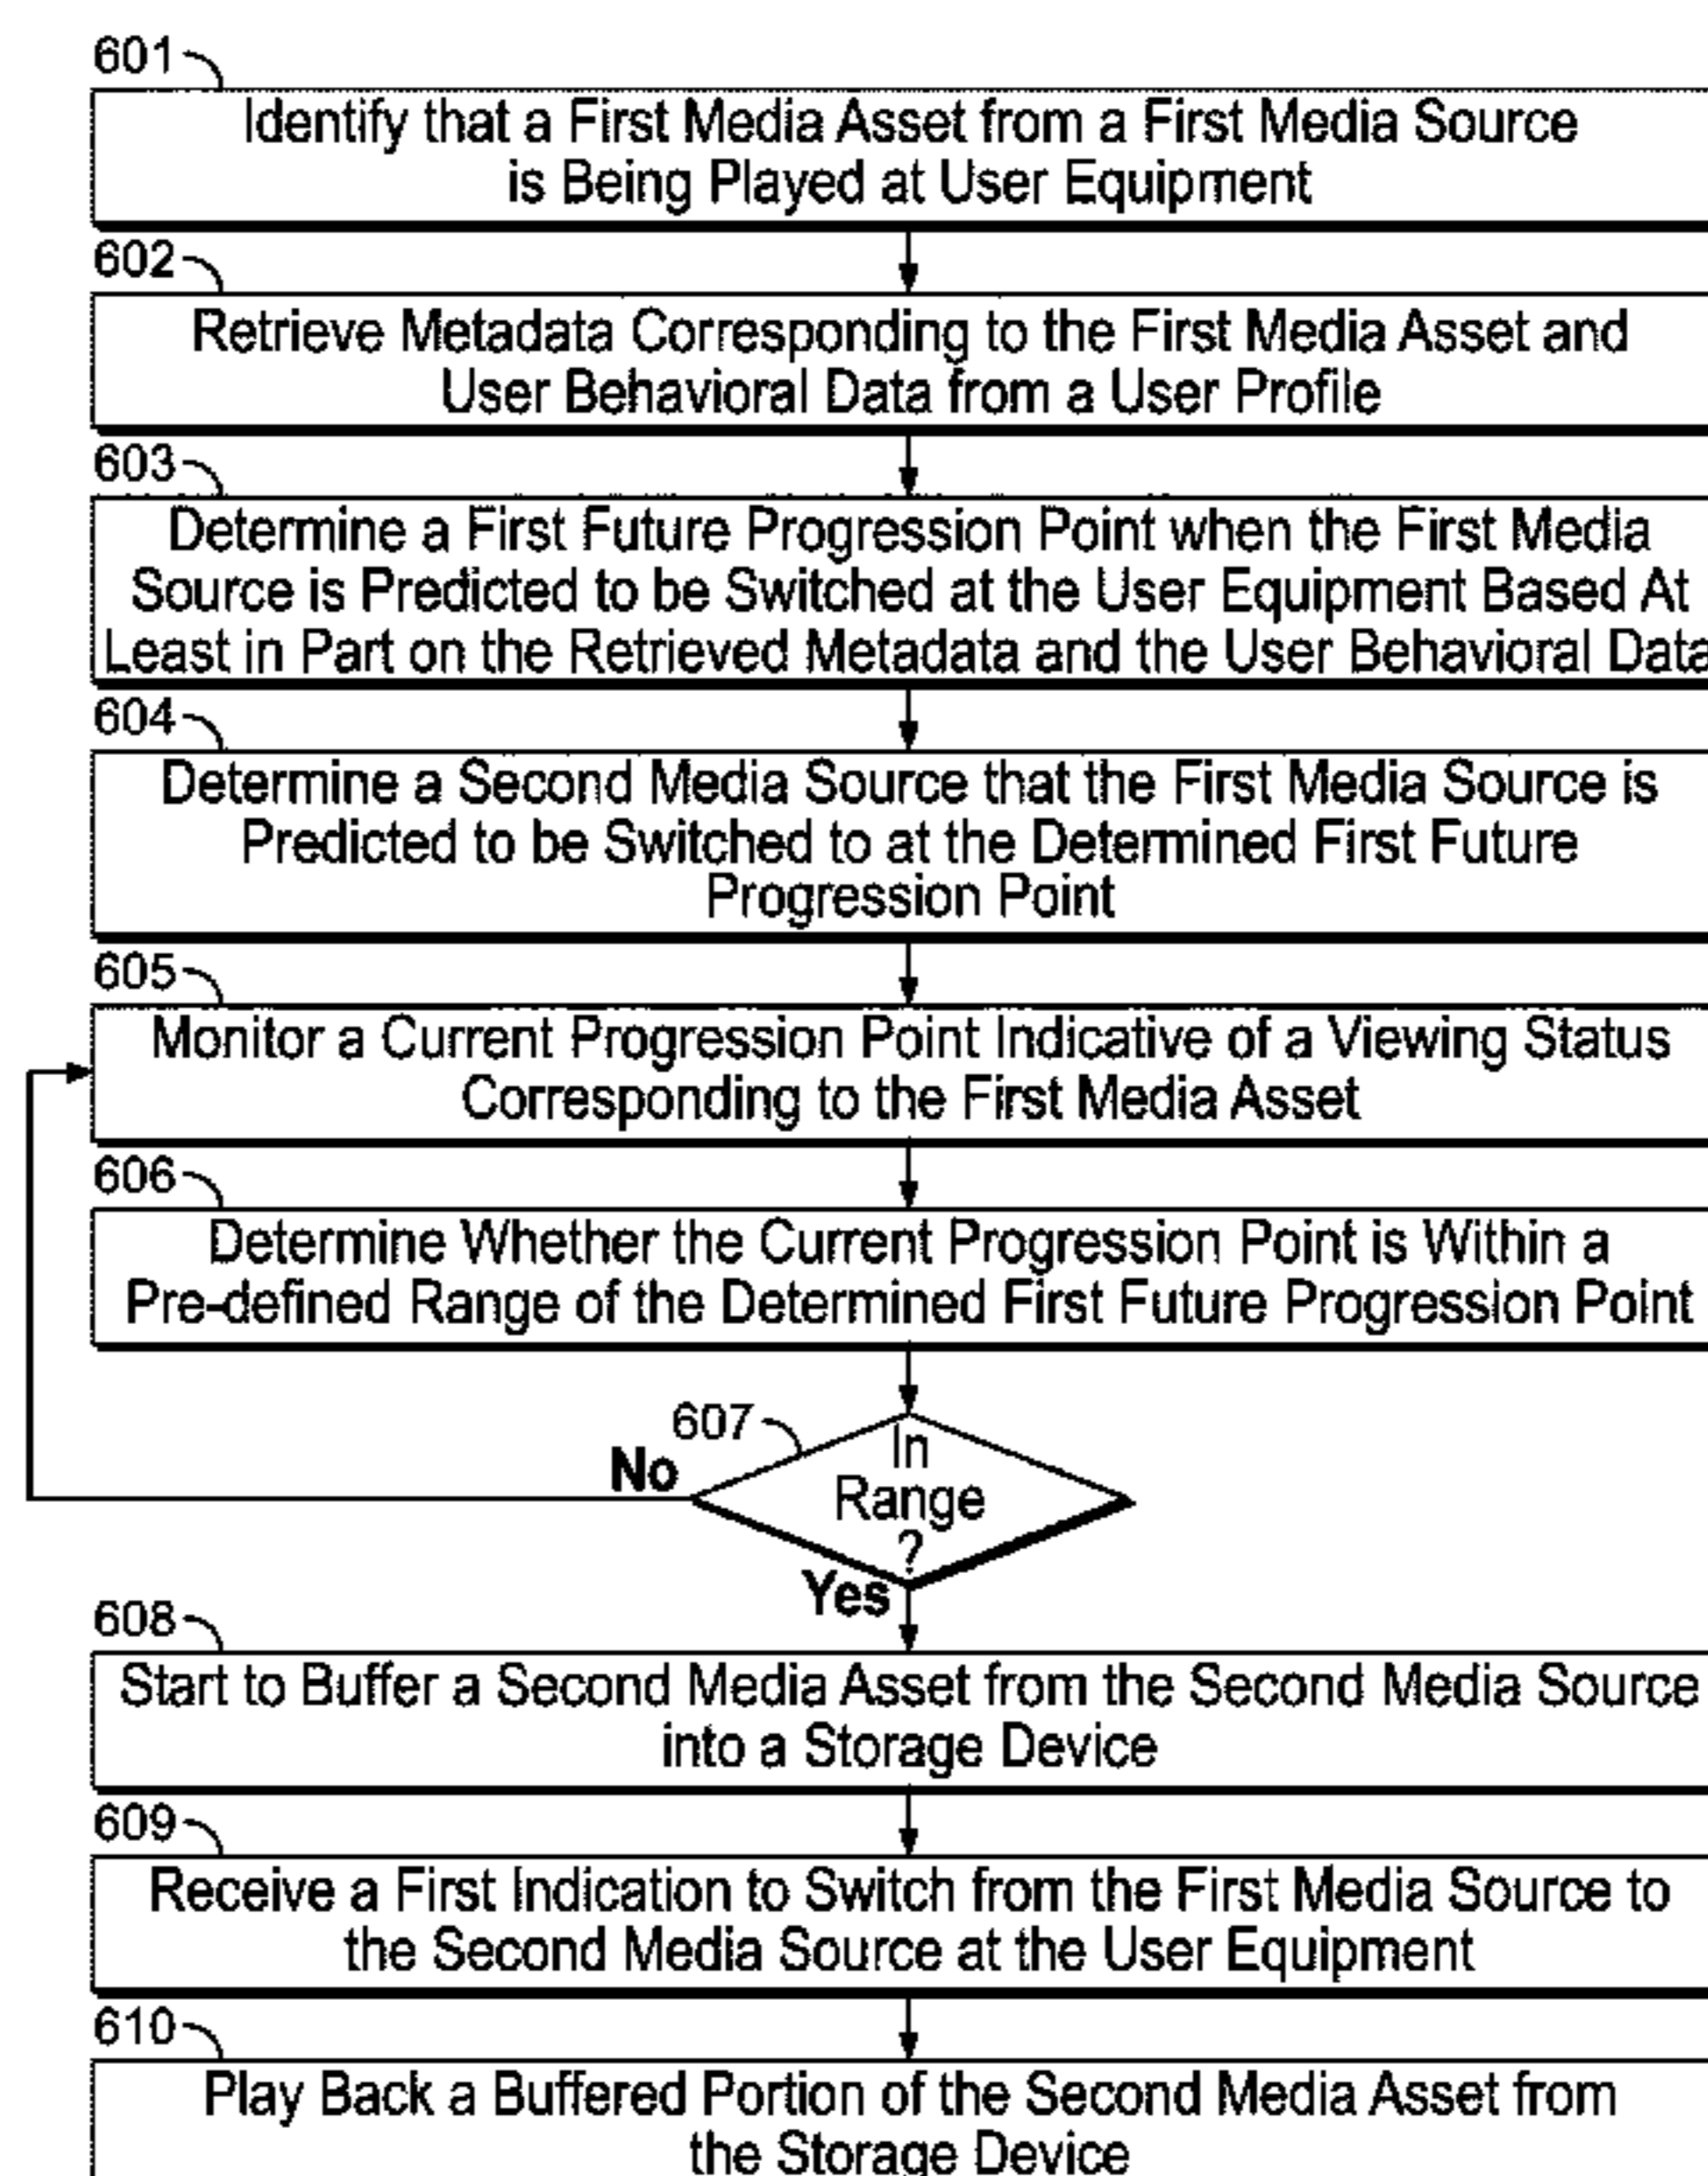 601
Identify that a First Media Asset from a First Media Source
is Being Played at User Equipment
602
Retrieve Metadata Corresponding to the First Media Asset and
User Behavioral Data from a User Profile
603
Determine a First Future Progression Point when the First Media
Source is Predicted to be Switched at the User Equipment Based At
Least in Part on the Retrieved Metadata and the User Behavioral Data
604
Determine a Second Media Source that the First Media Source is
Predicted to be Switched to at the Determined First Future
Progression Point
605
Monitor a Current Progression Point Indicative of a Viewing Status
Corresponding to the First Media Asset
606
Determine Whether the Current Progression Point is Within a
Pre-defined Range of the Determined First Future Progression Point
607
In
No
Range
?
Yes
608
Start to Buffer a Second Media Asset from the Second Media Source
into a Storage Device
609
Receive a First Indication to Switch from the First Media Source to
the Second Media Source at the User Equipment
610
Play Back a Buffered Portion of the Second Media Asset from
the Storage Device